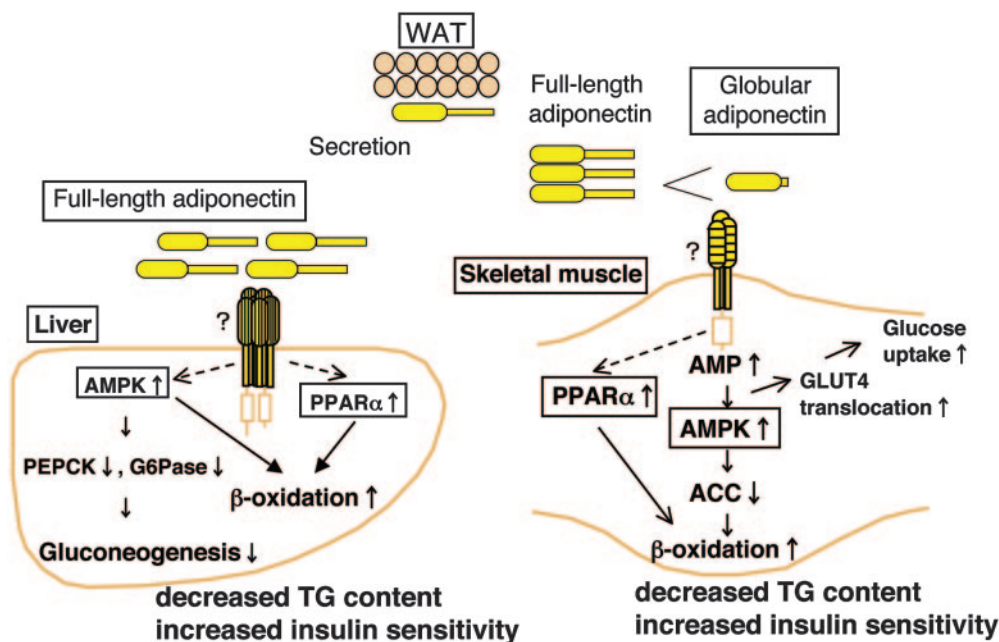 WAT
Full-length
adiponectin
Globular
adiponectin
Secretion
Full-length adiponectin
?
Skeletal muscle
?
Liver
Glucose
uptake ↑
AMPK ↑
PPARα ↑
AMP ↑
GLUT4
translocation ↑
PPARα ↑
AMPK ↑
↓
PEPCK ↓, G6Pase ↓
β-oxidation ↑
ACC ↓
↓
Gluconeogenesis ↓
β-oxidation ↑
decreased TG content
increased insulin sensitivity
decreased TG content
increased insulin sensitivity